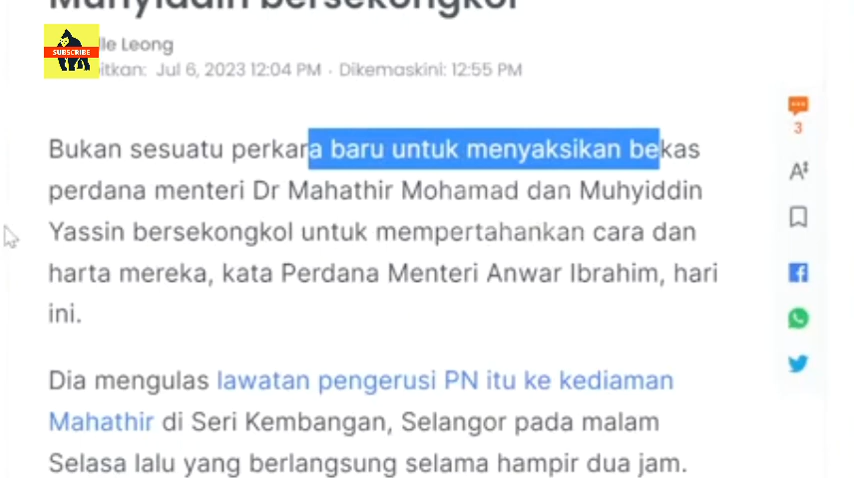 Muhyiddin bersekongkol
SUBSCRIBE
Leong
Jul 6, 2023 12:04 PM · Dikemaskini: 12:55 PM
3
Bukan sesuatu perkara baru untuk menyaksikan bekas
perdana menteri Dr Mahathir Mohamad dan Muhyiddin
Yassin bersekongkol untuk mempertahankan cara dan
harta mereka, kata Perdana Menteri Anwar Ibrahim, hari
ini.
Dia mengulas lawatan pengerusi PN itu ke kediaman
Mahathir di Seri Kembangan, Selangor pada malam
Selasa lalu yang berlangsung selama hampir dua jam.